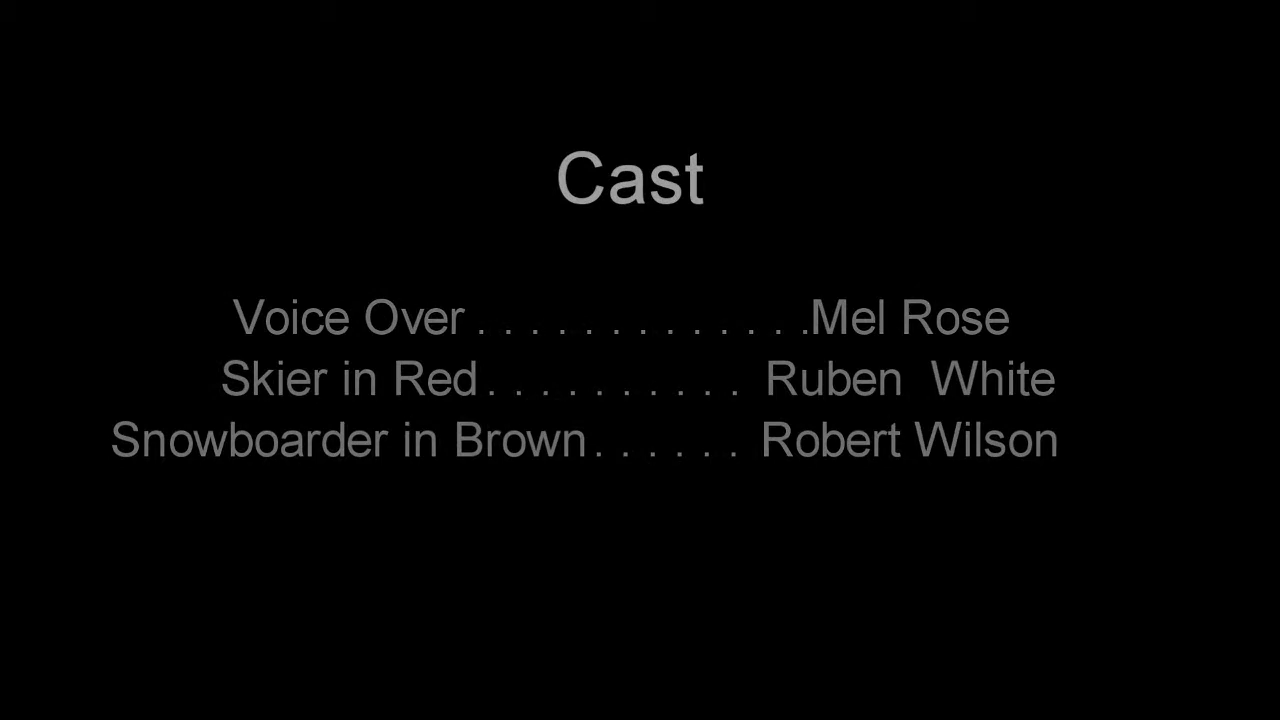 Cast
Voice Over . . . . . . . . . . . . .Mel Rose
Skier in Red . . . . . . . . . . Ruben White
Snowboarder in Brown . . . . . . Robert Wilson